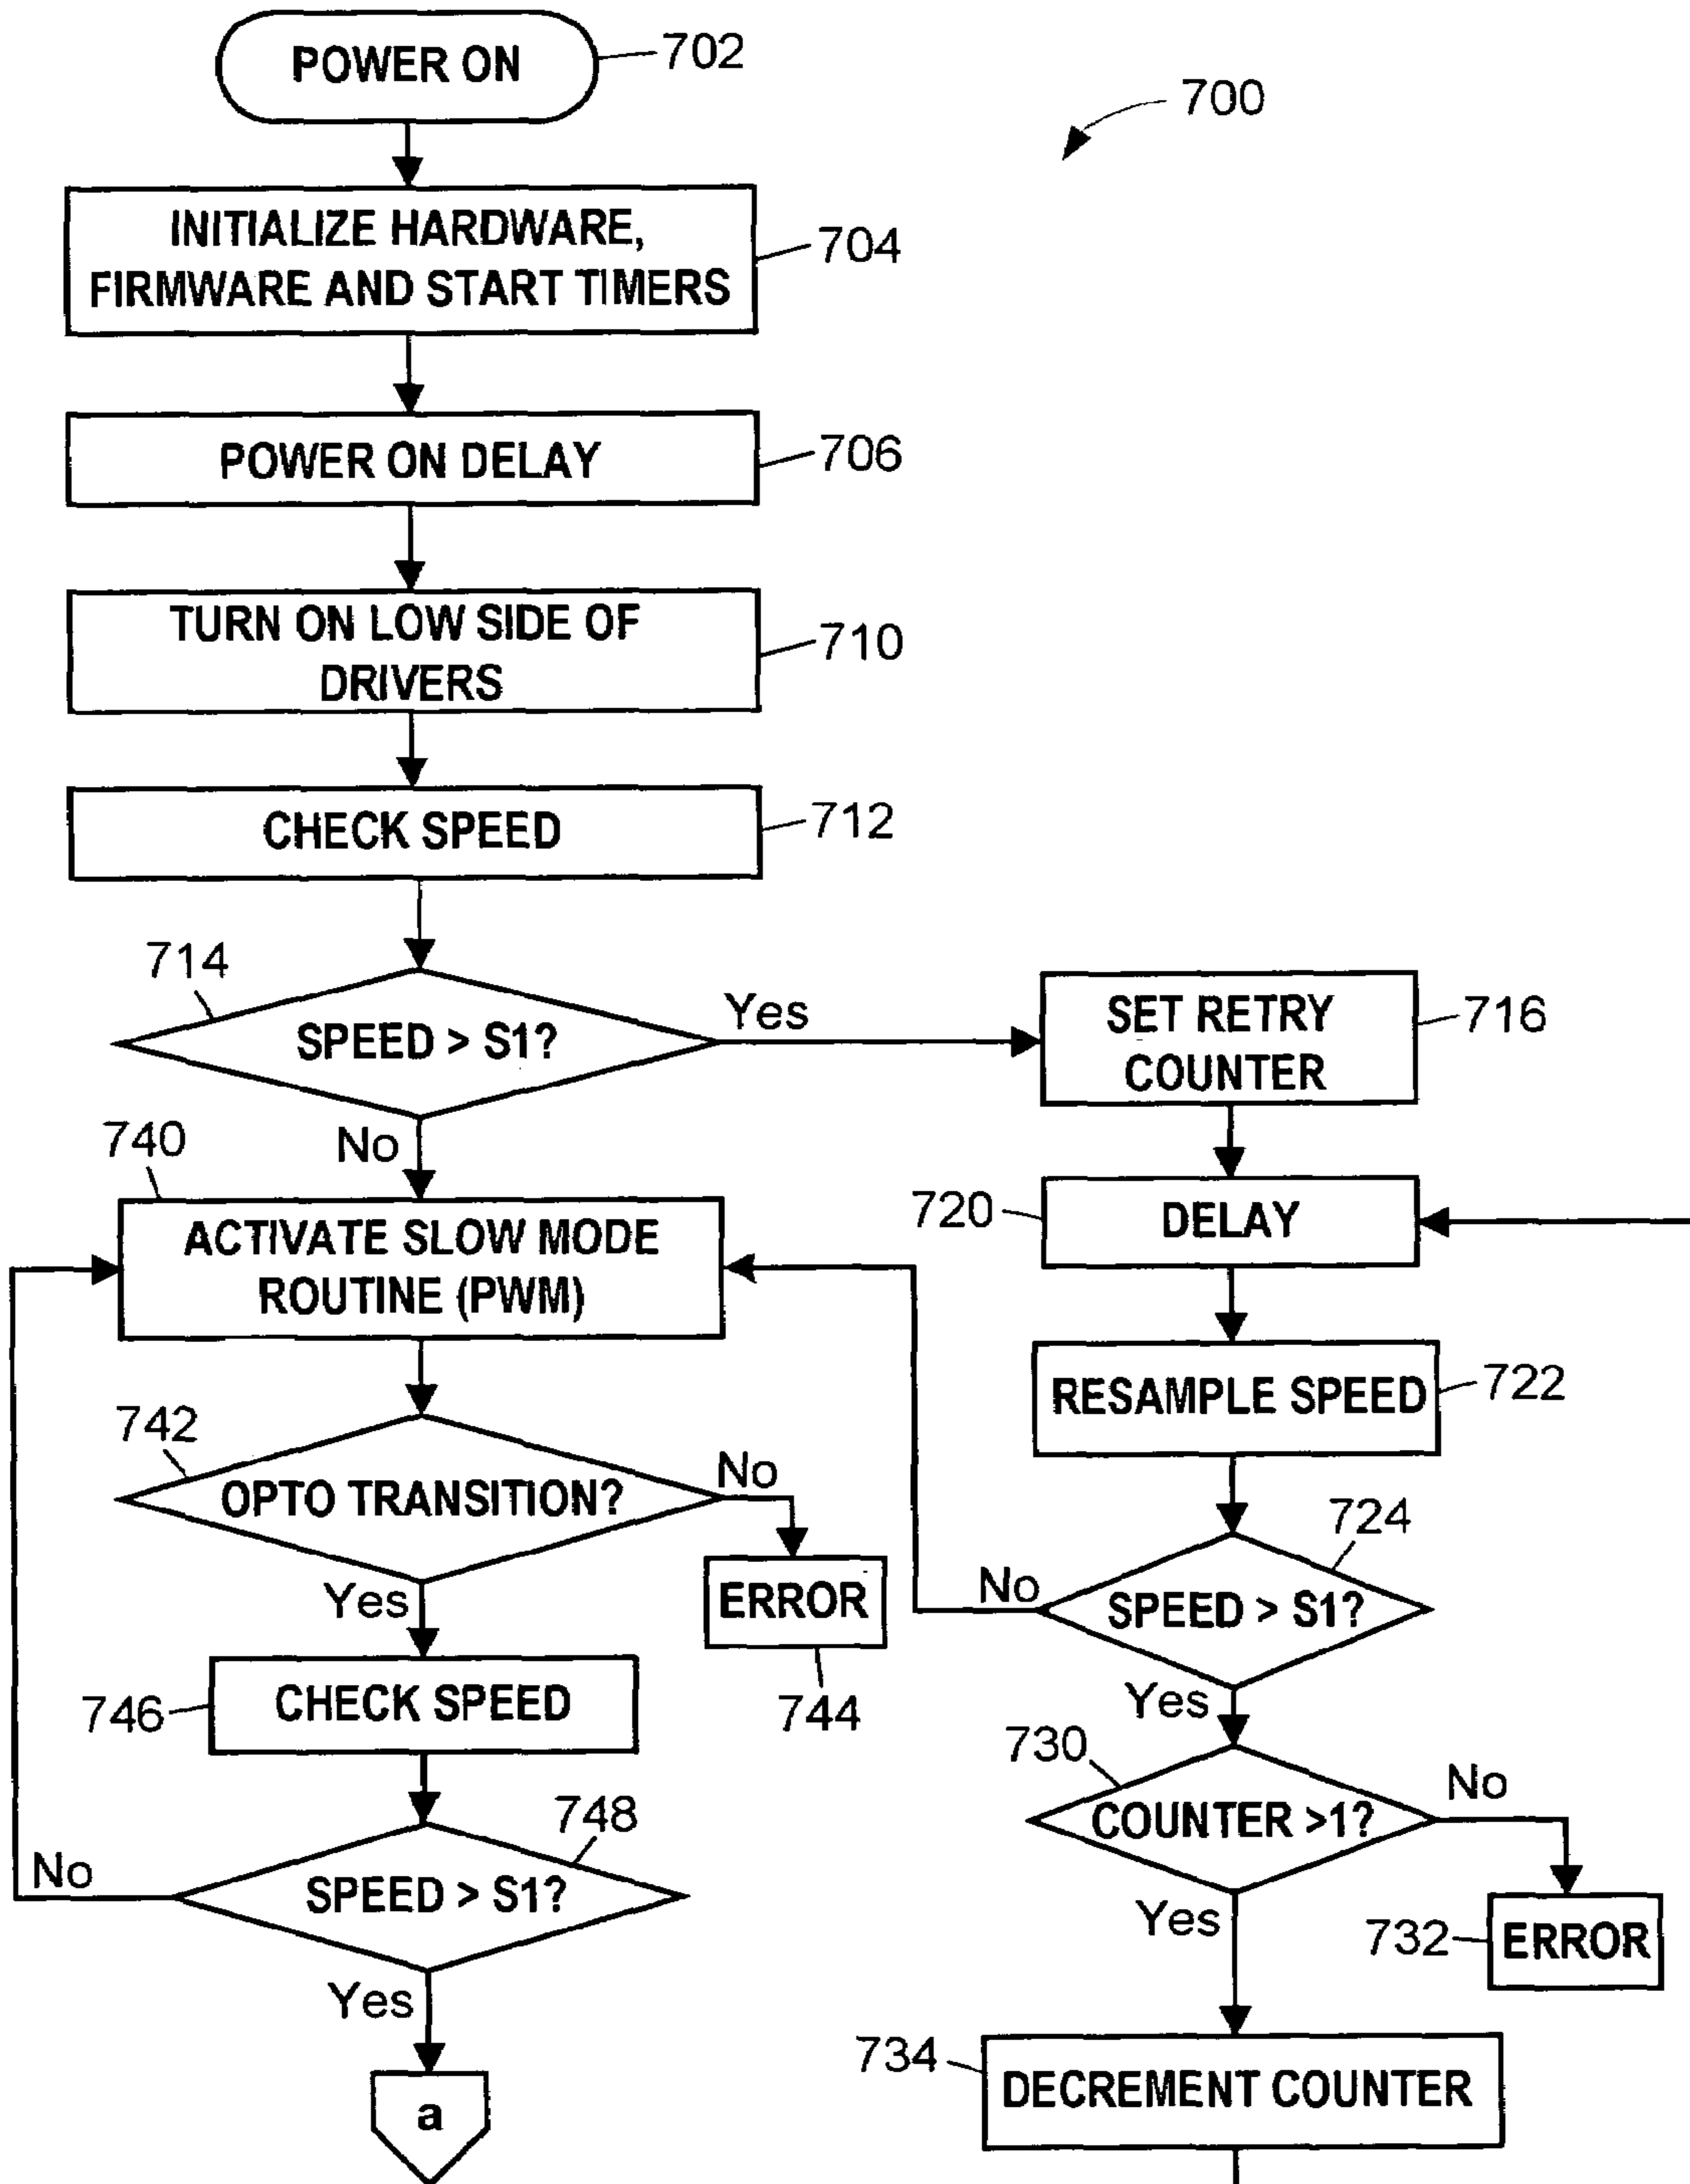 POWER ON
702
700
INITIALIZE HARDWARE,
FIRMWARE AND START TIMERS
704
POWER ON DELAY
706
TURN ON LOW SIDE OF
DRIVERS
710
CHECK SPEED
712
714
SPEED > S1?
Yes
No
SET RETRY
COUNTER
716
740
ACTIVATE SLOW MODE
ROUTINE (PWM)
720
DELAY
RESAMPLE SPEED
722
742
OPTO TRANSITION?
No
Yes
ERROR
744
724
SPEED > S1?
No
Yes
746
CHECK SPEED
730
COUNTER >1?
No
Yes
732
ERROR
748
SPEED > S1?
No
Yes
a
734
DECREMENT COUNTER